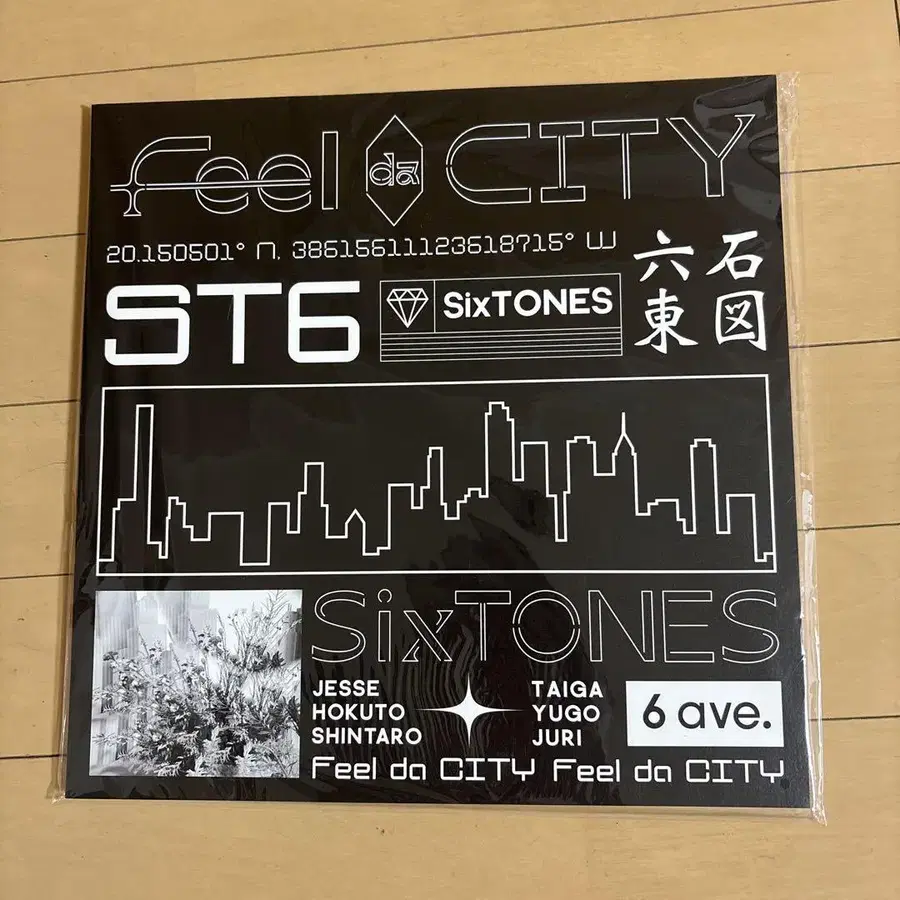 Feel da CITY
20.150501° N, 38615611123618715° W
ST6
SixTONES
六石
東図
SixTONES
JESSE
HOKUTO
SHINTARO
TAIGA
YUGO
JURI
6 ave.
Feel da CITY Feel da CITY